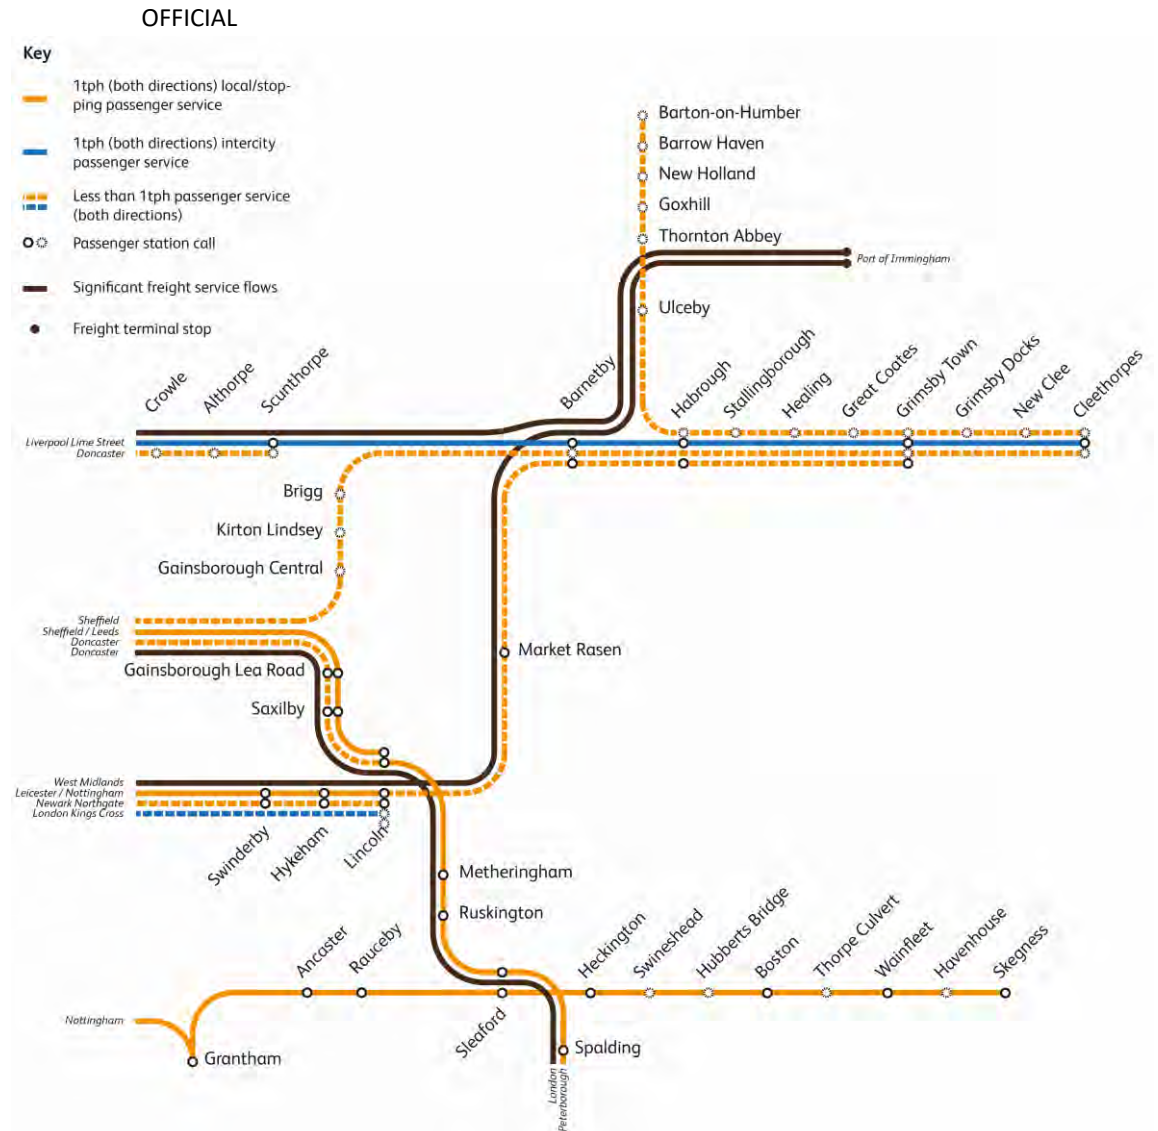 OFFICIAL
Key
1tph (both directions) local/stop-
ping passenger service
1tph (both directions) intercity
passenger service
Less than 1tph passenger service
(both directions)
Passenger station call
Significant freight service flows
Freight terminal stop
Barton-on-Humber
Barrow Haven
New Holland
Goxhill
Thornton Abbey
Port of Immingham
Ulceby
Crowle
Althorpe
Scunthorpe
Barnetby
Habrough
Stallingborough
Healing
Great Coates
Grimsby Town
Grimsby Docks
New Clee
Cleethorpes
Liverpool Lime Street
Doncaster
Brigg
Kirton Lindsey
Gainsborough Central
Sheffield
Sheffield / Leeds
Doncaster
Doncaster
Gainsborough Lea Road
Market Rasen
Saxilby
West Midlands
Leicester / Nottingham
Newark Northgate
London Kings Cross
Swinderby
Hykeham
Lincoln
Metheringham
Ruskington
Ancaster
Rauceby
Heckington
Swineshead
Hubberts Bridge
Boston
Thorpe Culvert
Wainfleet
Havenhouse
Skegness
Nottingham
Grantham
Sleaford
Spalding
London
Peterborough